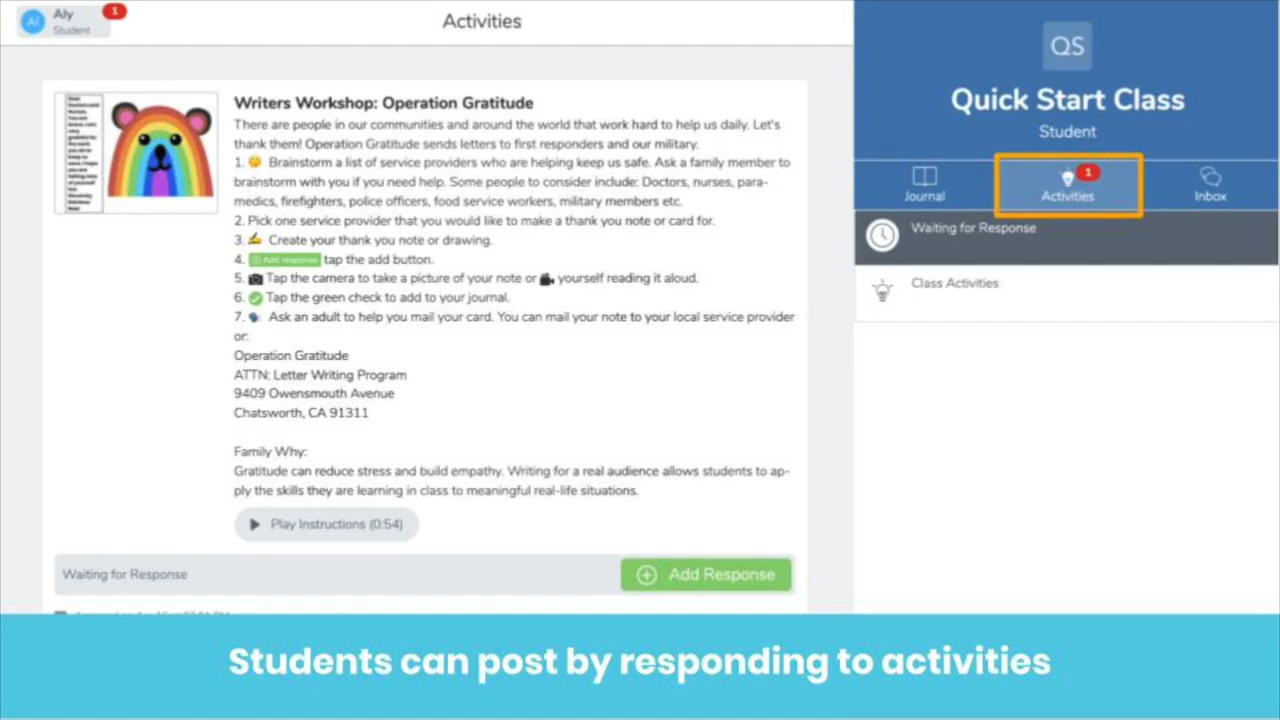 Al
Aly
Student
1
Activities
Writers Workshop: Operation Gratitude
There are people in our communities and around the world that work hard to help us daily. Let's
thank them! Operation Gratitude sends letters to first responders and our military.
1. Brainstorm a list of service providers who are helping keep us safe. Ask a family member to
brainstorm with you if you need help. Some people to consider include: Doctors, nurses, para-
medics, firefighters, police officers, food service workers, military members etc.
2. Pick one service provider that you would like to make a thank you note or card for.
3. Create your thank you note or drawing.
4. Add response tap the add button.
5. Tap the camera to take a picture of your note or yourself reading it aloud.
6. Tap the green check to add to your journal.
7. Ask an adult to help you mail your card. You can mail your note to your local service provider
or:
Operation Gratitude
ATTN: Letter Writing Program
9409 Owensmouth Avenue
Chatsworth, CA 91311
Family Why:
Gratitude can reduce stress and build empathy. Writing for a real audience allows students to ap-
ply the skills they are learning in class to meaningful real-life situations.
Play Instructions (0:54)
Waiting for Response
Add Response
QS
Quick Start Class
Student
Journal
Activities
1
Inbox
Waiting for Response
Class Activities
Students can post by responding to activities